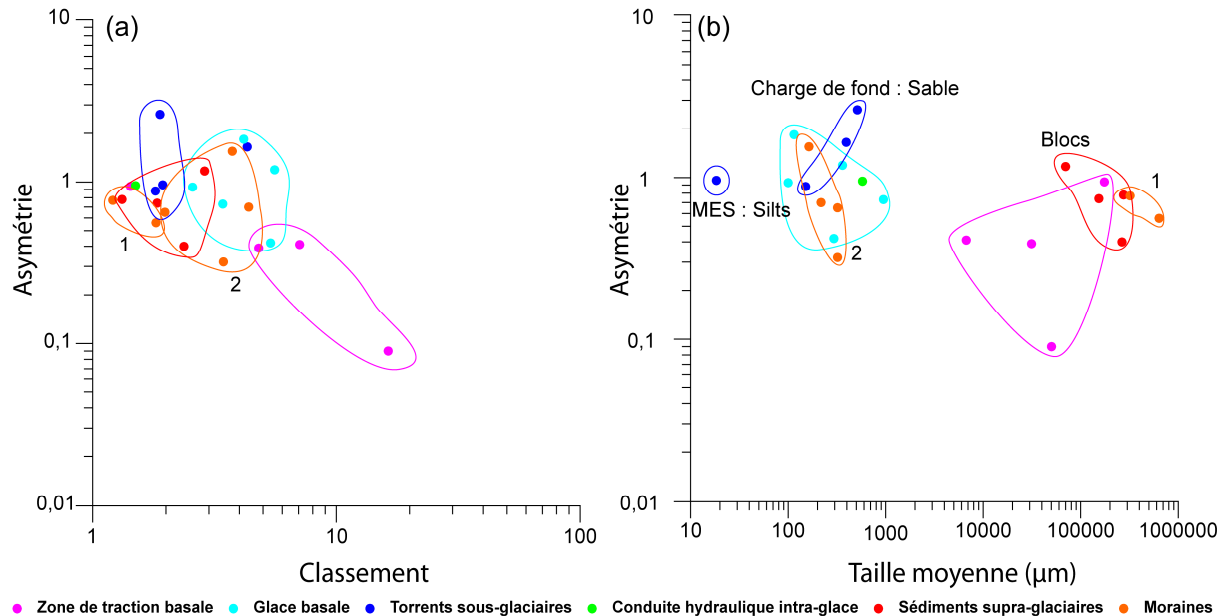 (a)
10
1
0,1
0,01
Asymétrie
1
2
1
10
100
Classement
(b)
10
1
0,1
0,01
Asymétrie
Charge de fond : Sable
MES : Silts
Blocs
1
2
10
100
1000
10000
100000
1000000
Taille moyenne (µm)
Zone de traction basale
Glace basale
Torrents sous-glaciaires
Conduite hydraulique intra-glace
Sédiments supra-glaciaires
Moraines